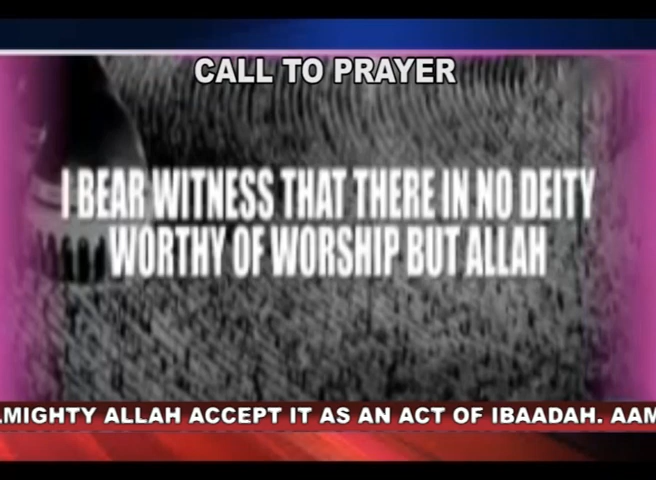 CALL TO PRAYER
I BEAR WITNESS THAT THERE IN NO DEITY
WORTHY OF WORSHIP BUT ALLAH
LMIGHTY ALLAH ACCEPT IT AS AN ACT OF IBAADAH. AAM